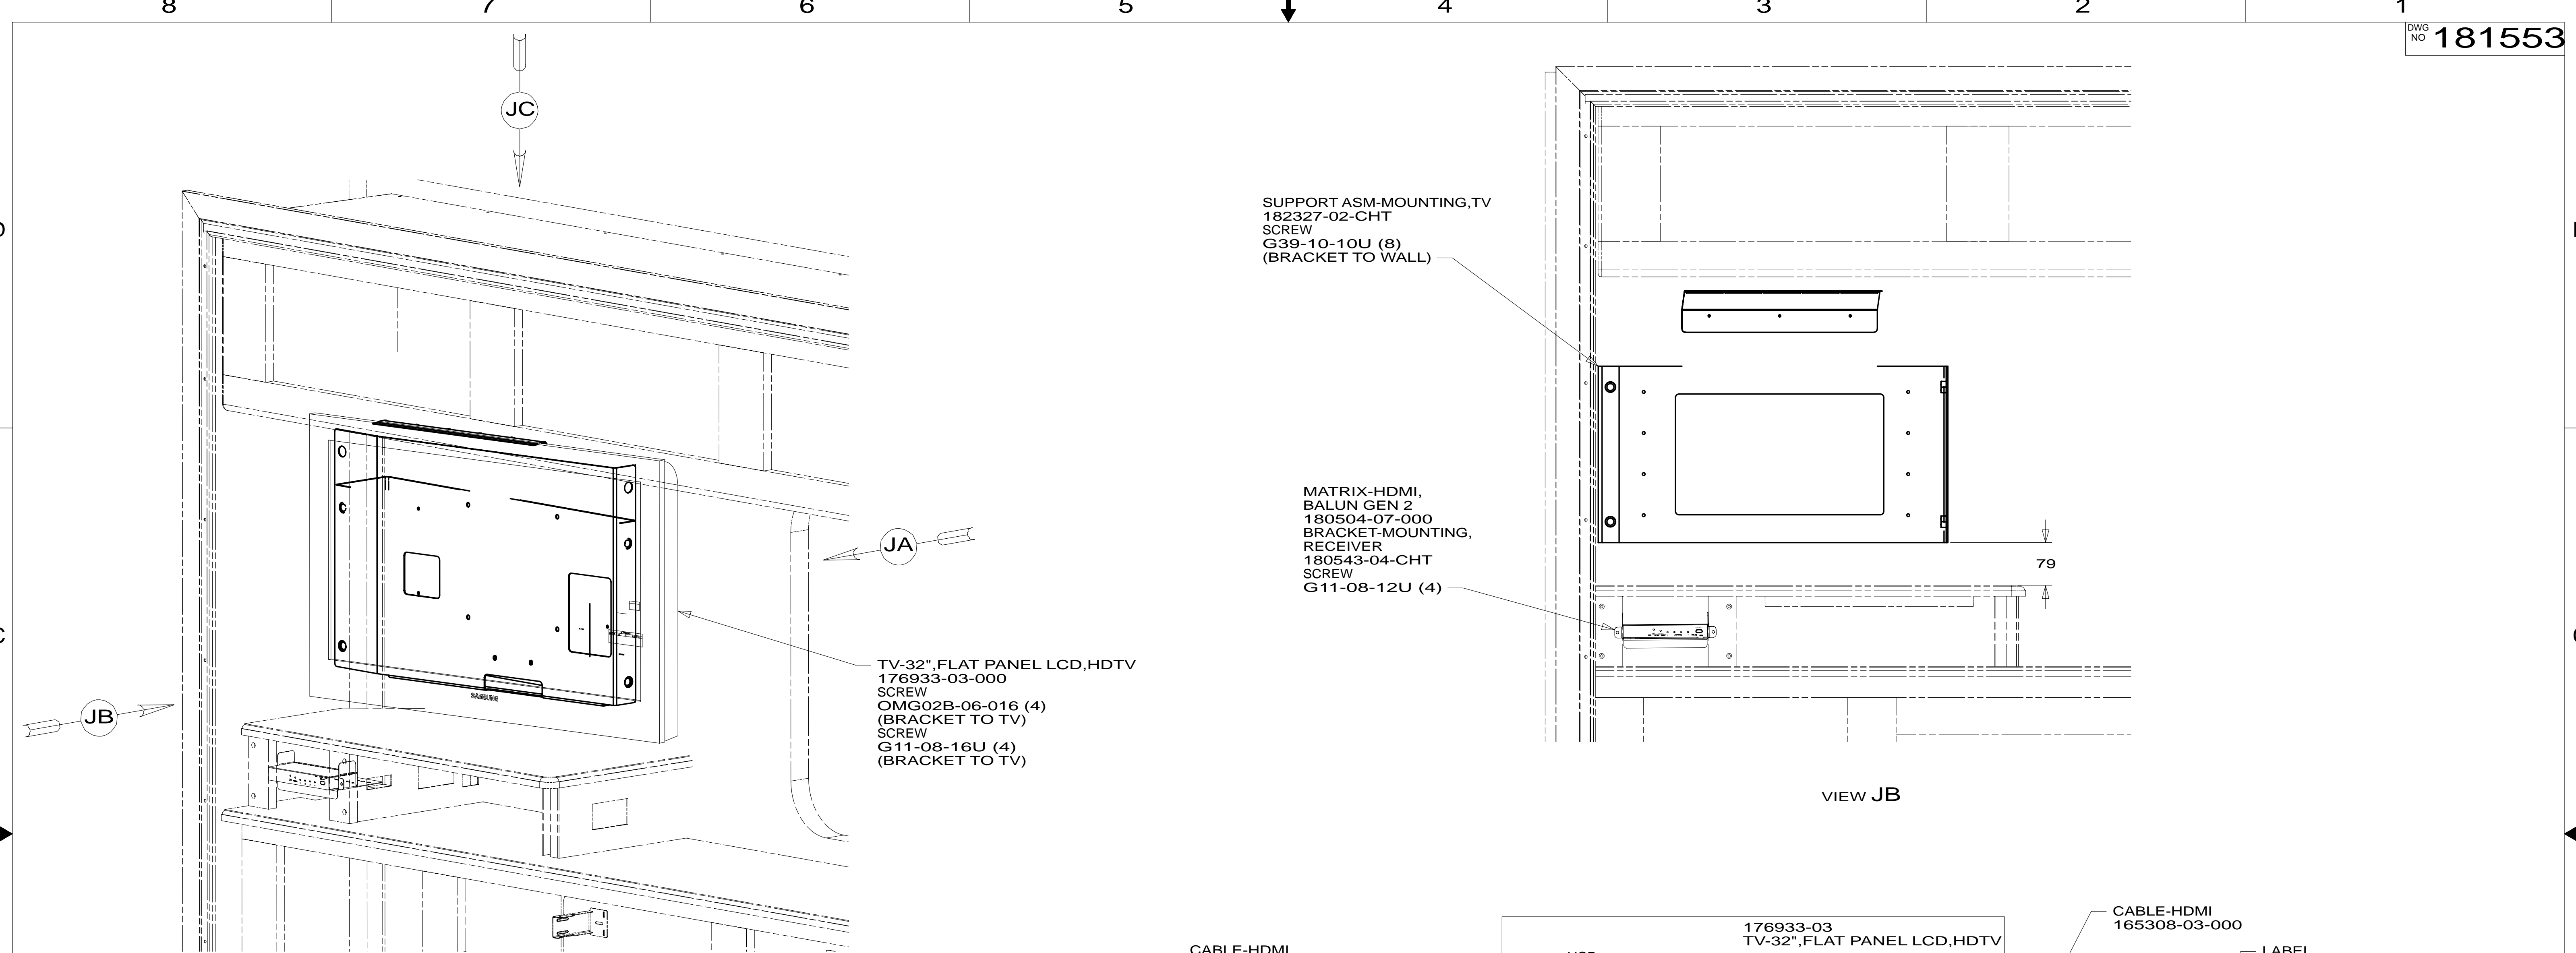 8 7 6 5 4 3 2 1
DWG NO 181553
JC
SUPPORT ASM-MOUNTING,TV
182327-02-CHT
SCREW
G39-10-10U (8)
(BRACKET TO WALL)
MATRIX-HDMI,
BALUN GEN 2
180504-07-000
BRACKET-MOUNTING,
RECEIVER
180543-04-CHT
SCREW
G11-08-12U (4)
79
JA
TV-32",FLAT PANEL LCD,HDTV
176933-03-000
SCREW
OMG02B-06-016 (4)
(BRACKET TO TV)
SCREW
G11-08-16U (4)
(BRACKET TO TV)
SAMSUNG
JB
VIEW JB
176933-03
TV-32",FLAT PANEL LCD,HDTV
CABLE-HDMI
165308-03-000
CABLE-HDMI
LABEL